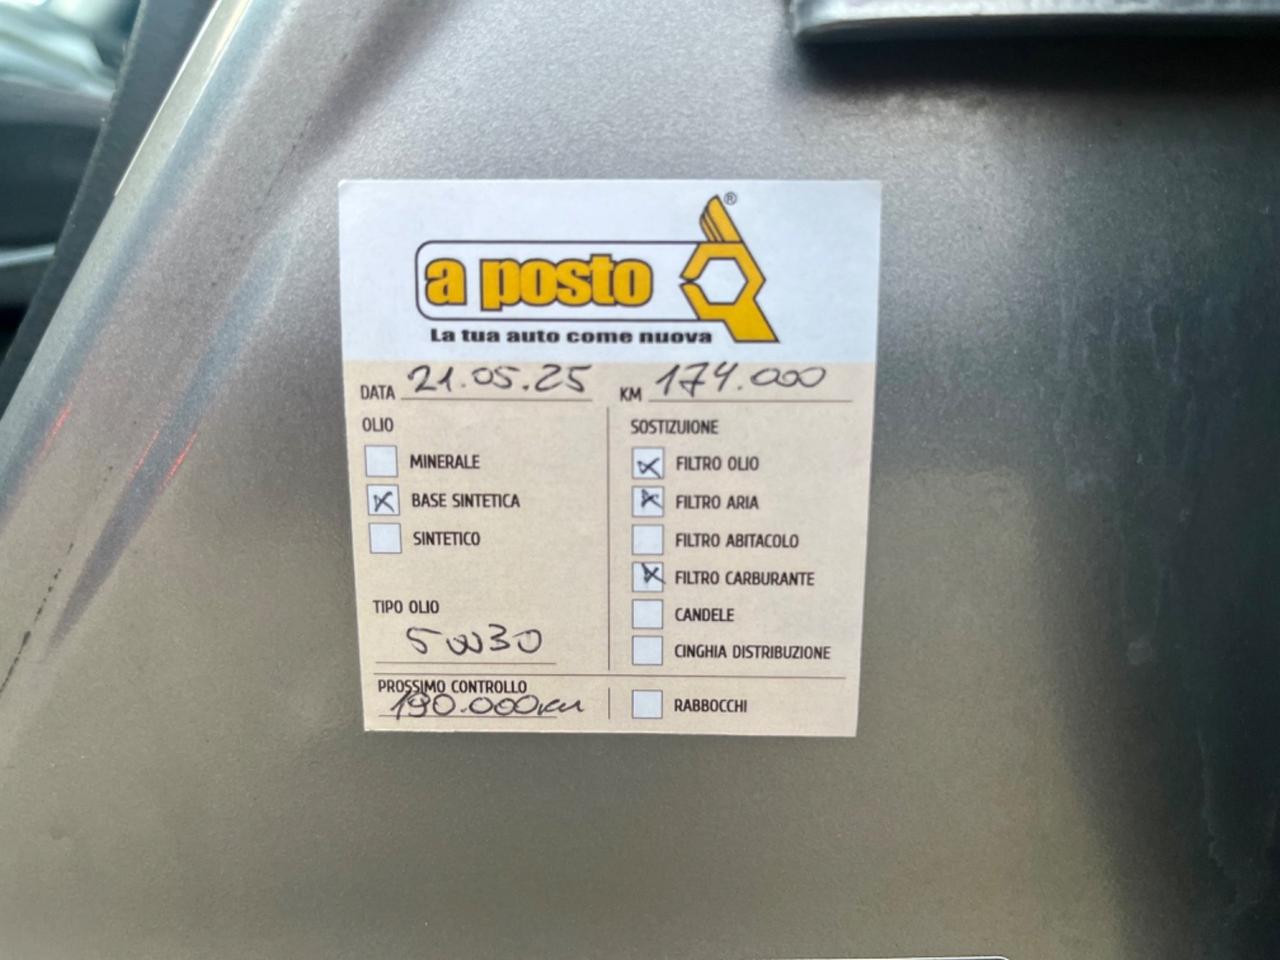 ®
a posto
La tua auto come nuova
DATA 21.05.25 KM 174.000
OLIO
MINERALE
BASE SINTETICA
SINTETICO
TIPO OLIO
5W30
PROSSIMO CONTROLLO
190.000km
SOSTIZUIONE
FILTRO OLIO
FILTRO ARIA
FILTRO ABITACOLO
FILTRO CARBURANTE
CANDELE
CINGHIA DISTRIBUZIONE
RABBOCCHI